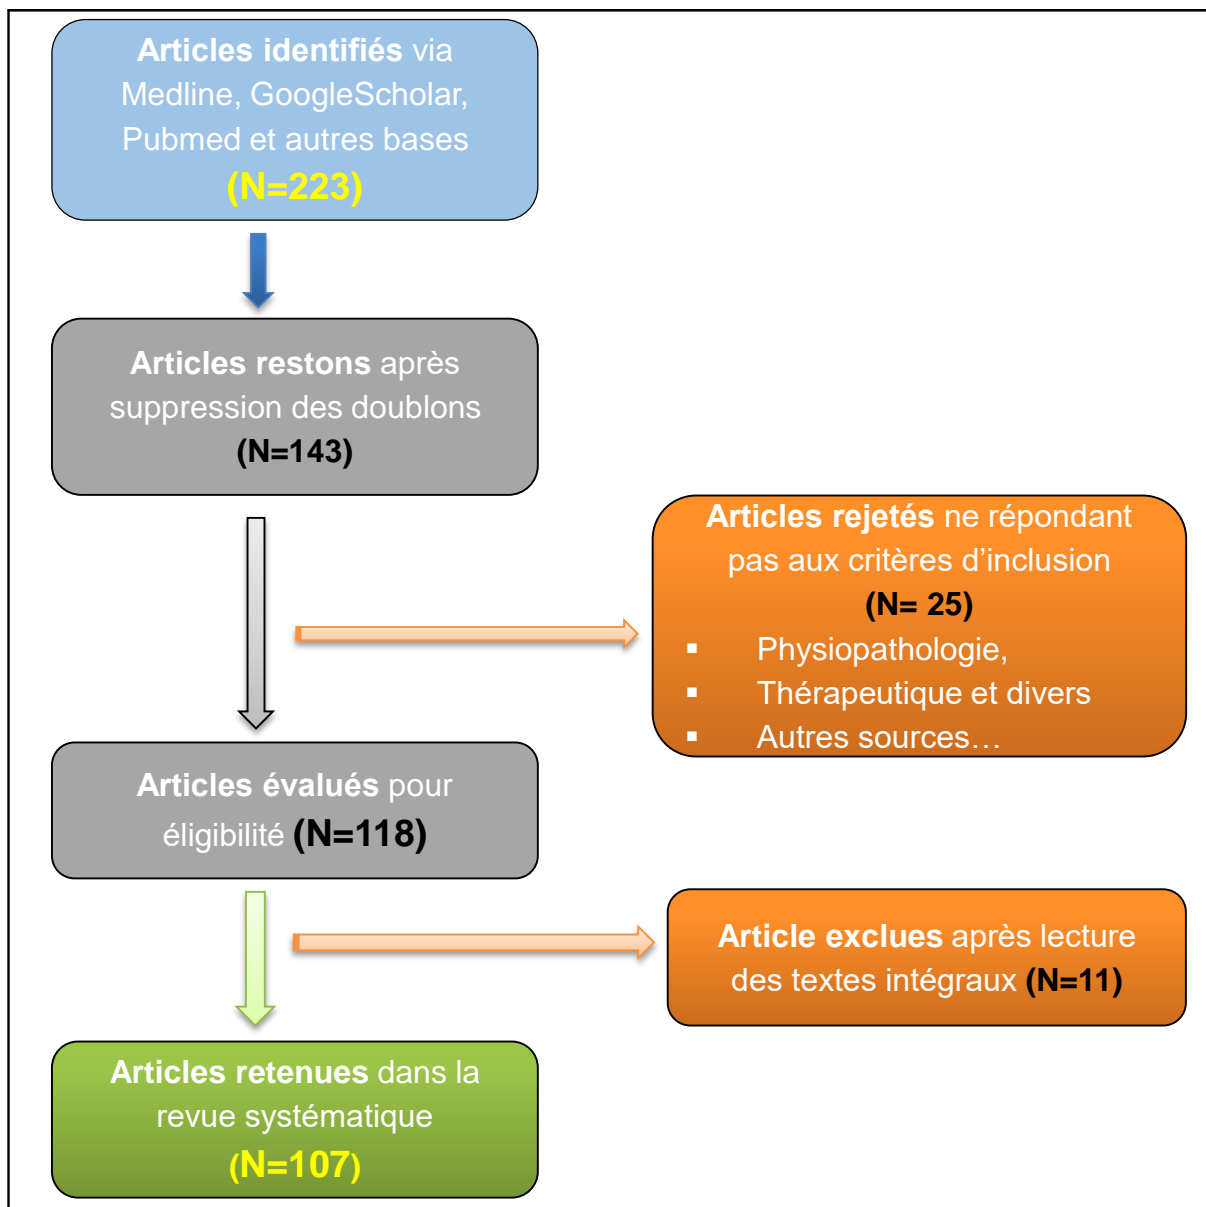 Articles identifiés via
Medline, GoogleScholar,
Pubmed et autres bases
(N=223)
Articles restons après
suppression des doublons
(N=143)
Articles rejetés ne répondant
pas aux critères d’inclusion
(N= 25)
▪ Physiopathologie,
▪ Thérapeutique et divers
▪ Autres sources…
Articles évalués pour
éligibilité (N=118)
Article exclues après lecture
des textes intégraux (N=11)
Articles retenues dans la
revue systématique
(N=107)